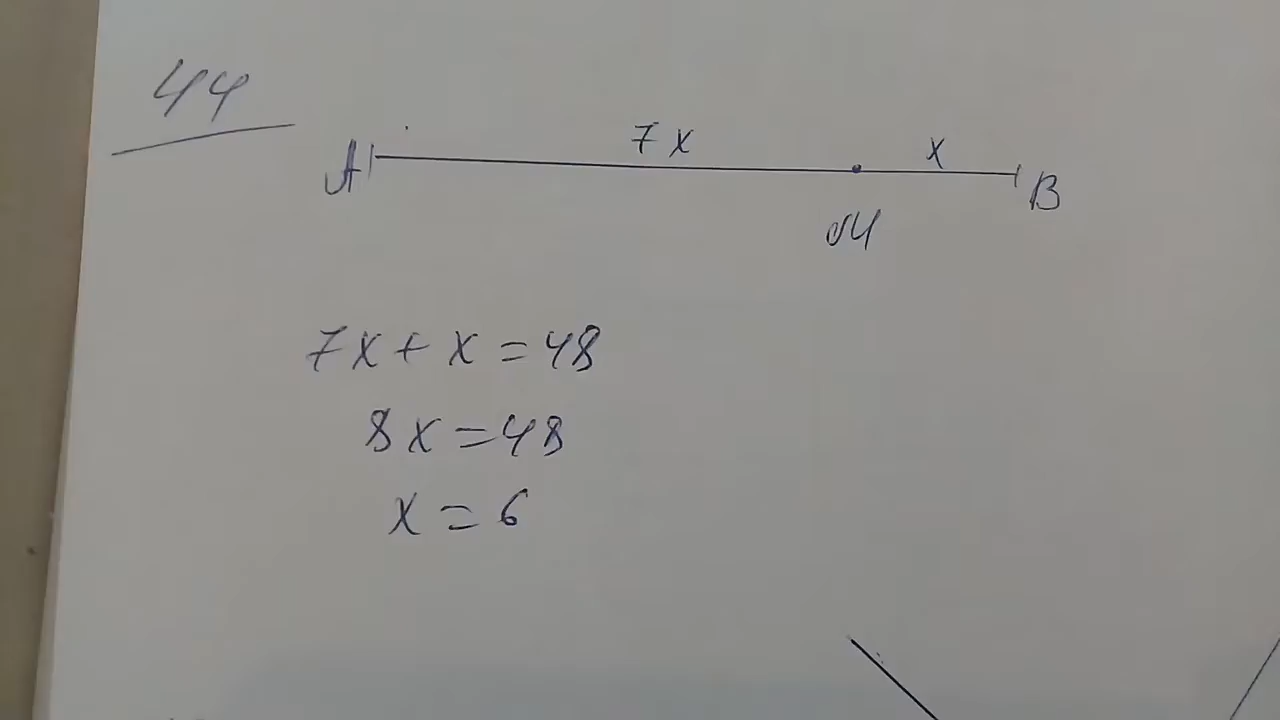 44
7x x
A M B
7x + x = 48
8x = 48
x = 6